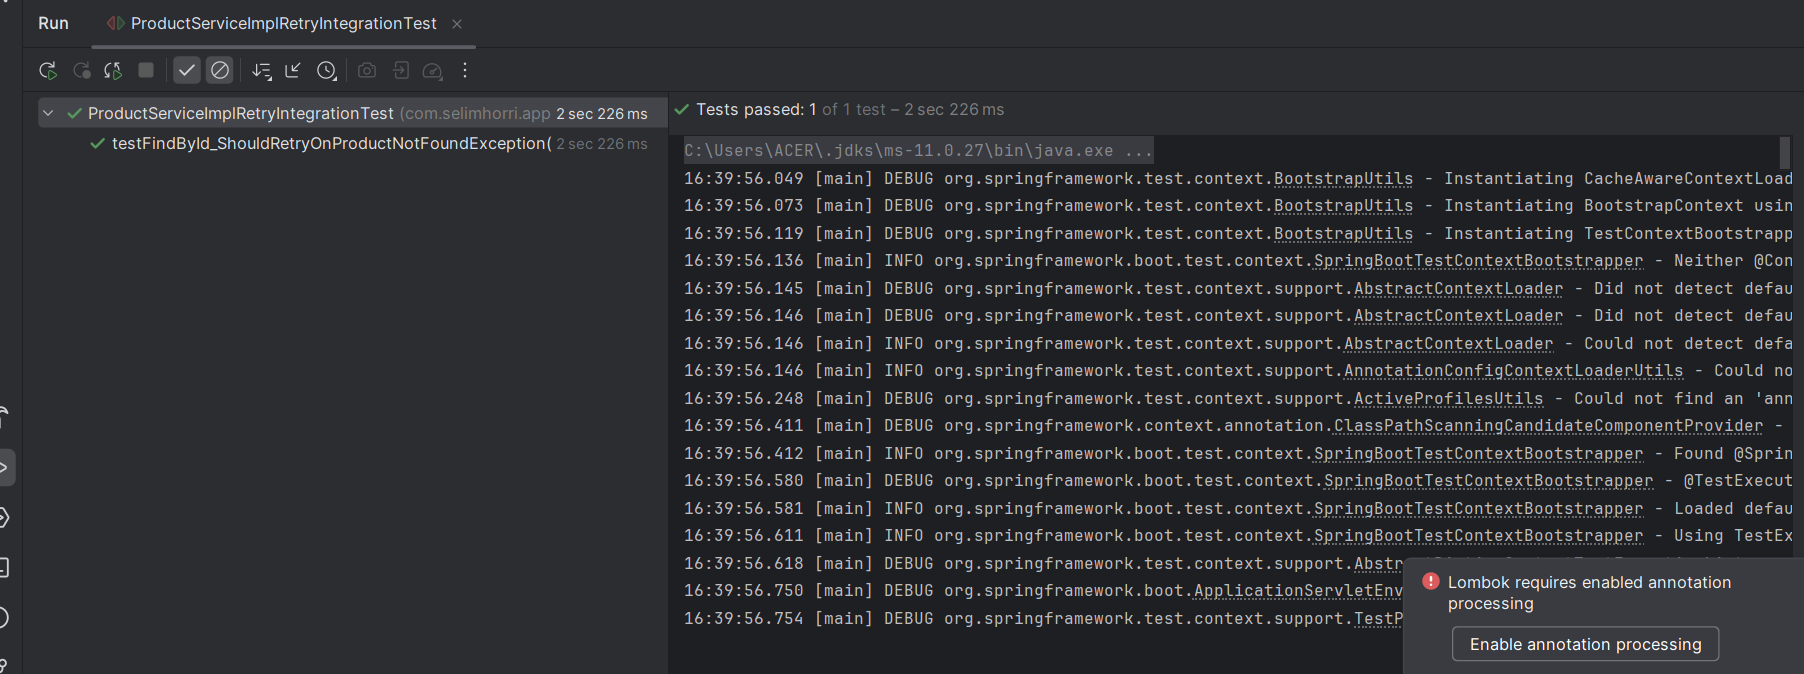 Run ProductServiceImplRetryIntegrationTest
ProductServiceImplRetryIntegrationTest (com.selimhorri.app 2 sec 226 ms
testFindById_ShouldRetryOnProductNotFoundException( 2 sec 226 ms
Tests passed: 1 of 1 test – 2 sec 226 ms
C:\Users\ACER\.jdks\ms-11.0.27\bin\java.exe ...
16:39:56.049 [main] DEBUG org.springframework.test.context.BootstrapUtils - Instantiating CacheAwareContextLoad
16:39:56.073 [main] DEBUG org.springframework.test.context.BootstrapUtils - Instantiating BootstrapContext usin
16:39:56.119 [main] DEBUG org.springframework.test.context.BootstrapUtils - Instantiating TestContextBootstrapp
16:39:56.136 [main] INFO org.springframework.boot.test.context.SpringBootTestContextBootstrapper - Neither @Con
16:39:56.145 [main] DEBUG org.springframework.test.context.support.AbstractContextLoader - Did not detect defau
16:39:56.146 [main] DEBUG org.springframework.test.context.support.AbstractContextLoader - Did not detect defau
16:39:56.146 [main] INFO org.springframework.test.context.support.AbstractContextLoader - Could not detect defa
16:39:56.146 [main] INFO org.springframework.test.context.support.AnnotationConfigContextLoaderUtils - Could no
16:39:56.248 [main] DEBUG org.springframework.test.context.support.ActiveProfilesUtils - Could not find an 'ann
16:39:56.411 [main] DEBUG org.springframework.context.annotation.ClassPathScanningCandidateComponentProvider -
16:39:56.412 [main] INFO org.springframework.boot.test.context.SpringBootTestContextBootstrapper - Found @Sprin
16:39:56.580 [main] DEBUG org.springframework.boot.test.context.SpringBootTestContextBootstrapper - @TestExecut
16:39:56.581 [main] INFO org.springframework.boot.test.context.SpringBootTestContextBootstrapper - Loaded defau
16:39:56.611 [main] INFO org.springframework.boot.test.context.SpringBootTestContextBootstrapper - Using TestEx
16:39:56.618 [main] DEBUG org.springframework.test.context.support.Abstr
16:39:56.750 [main] DEBUG org.springframework.boot.ApplicationServletEnv
16:39:56.754 [main] DEBUG org.springframework.test.context.support.TestP
Lombok requires enabled annotation
processing
Enable annotation processing